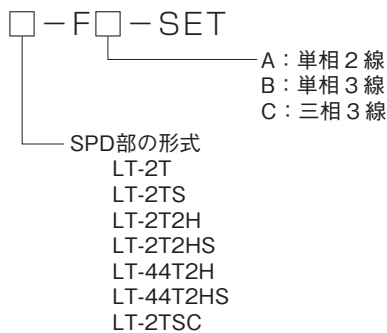 □－F□－SET
A：単相２線
B：単相３線
C：三相３線
SPD部の形式
LT-2T
LT-2TS
LT-2T2H
LT-2T2HS
LT-44T2H
LT-44T2HS
LT-2TSC